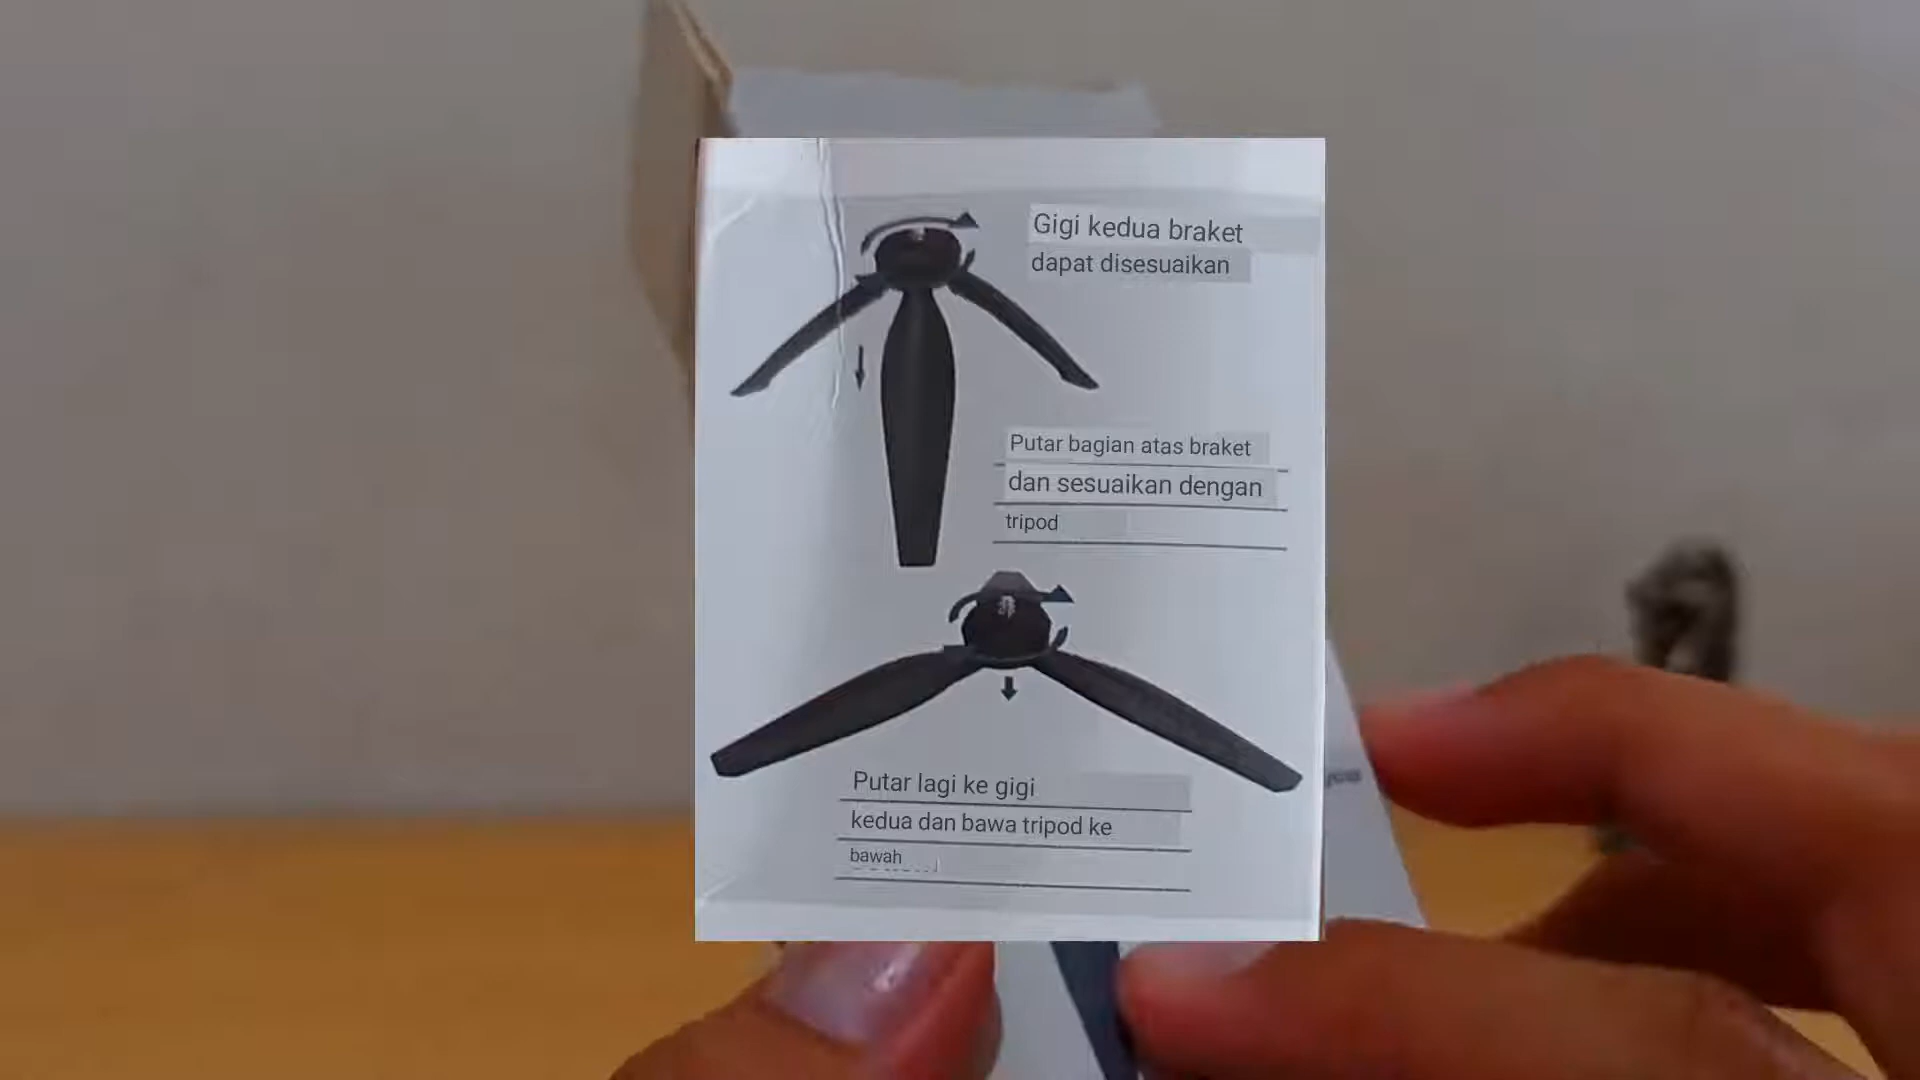 Gigi kedua braket
dapat disesuaikan
Putar bagian atas braket
dan sesuaikan dengan
tripod
Putar lagi ke gigi
kedua dan bawa tripod ke
bawah